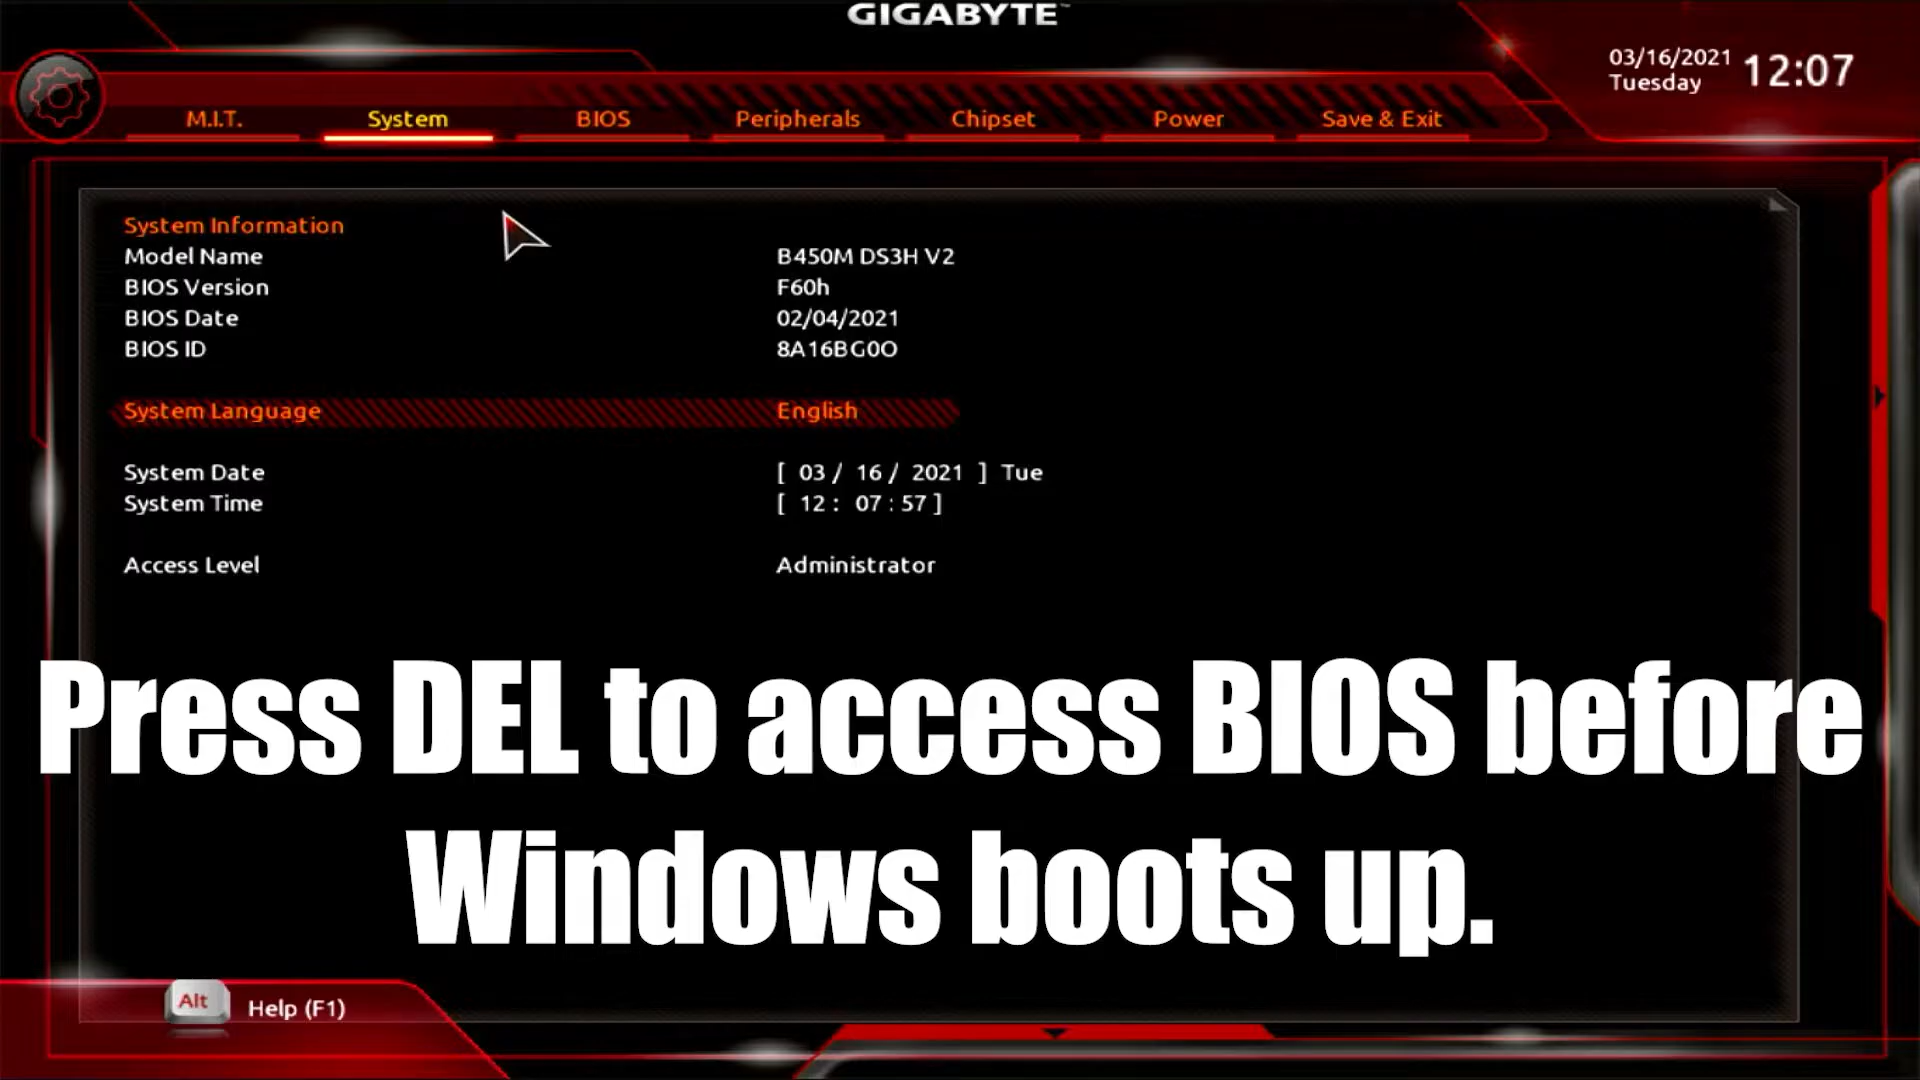 GIGABYTE™
03/16/2021
Tuesday
12:07
M.I.T. System BIOS Peripherals Chipset Power Save & Exit
System Information
Model Name B450M DS3H V2
BIOS Version F60h
BIOS Date 02/04/2021
BIOS ID 8A16BG0O
System Language English
System Date [ 03 / 16 / 2021 ] Tue
System Time [ 12 : 07 : 57 ]
Access Level Administrator
Press DEL to access BIOS before
Windows boots up.
Alt Help (F1)